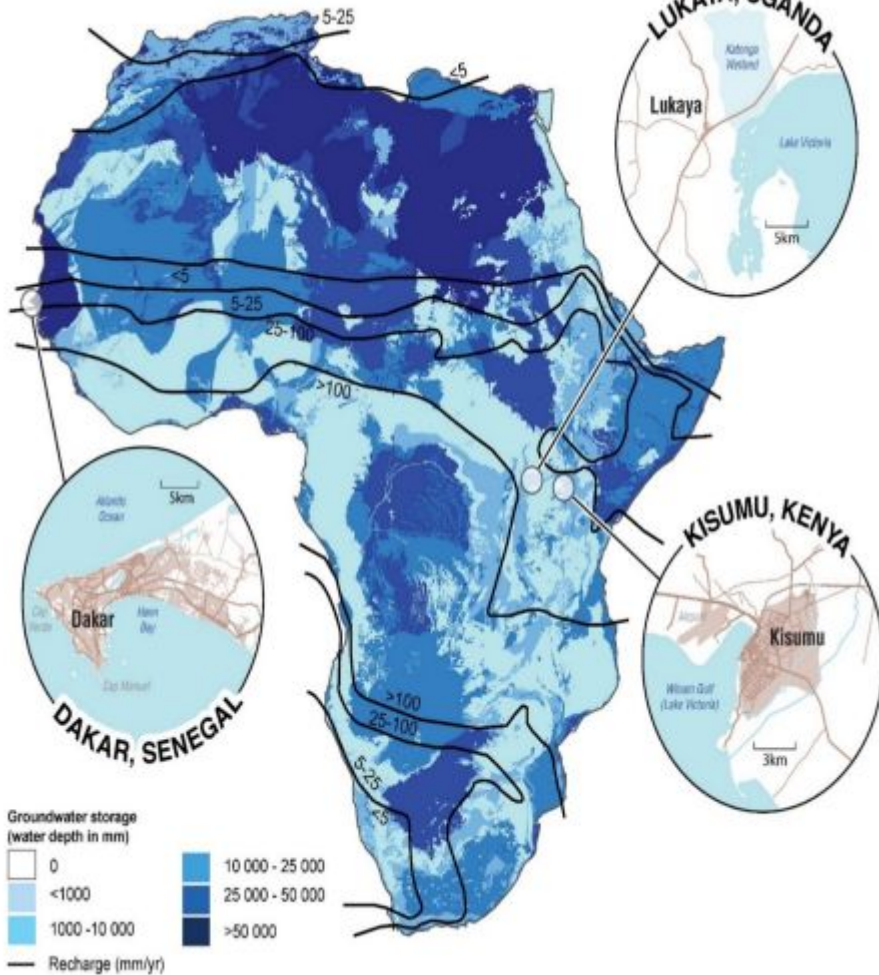 5-25
<5
LUKAYA, UGANDA
Katonga
Wetland
Lukaya
Lake Victoria
5km
<5
5-25
25-100
>100
5km
Atlantic
Ocean
Cap
Verde
Dakar
Hann
Bay
Cap Manuel
DAKAR, SENEGAL
KISUMU, KENYA
Kisumu
Winam Gulf
(Lake Victoria)
3km
>100
25-100
5-25
<5
Groundwater storage
(water depth in mm)
0
<1000
1000 -10 000
10 000 - 25 000
25 000 - 50 000
>50 000
Recharge (mm/yr)